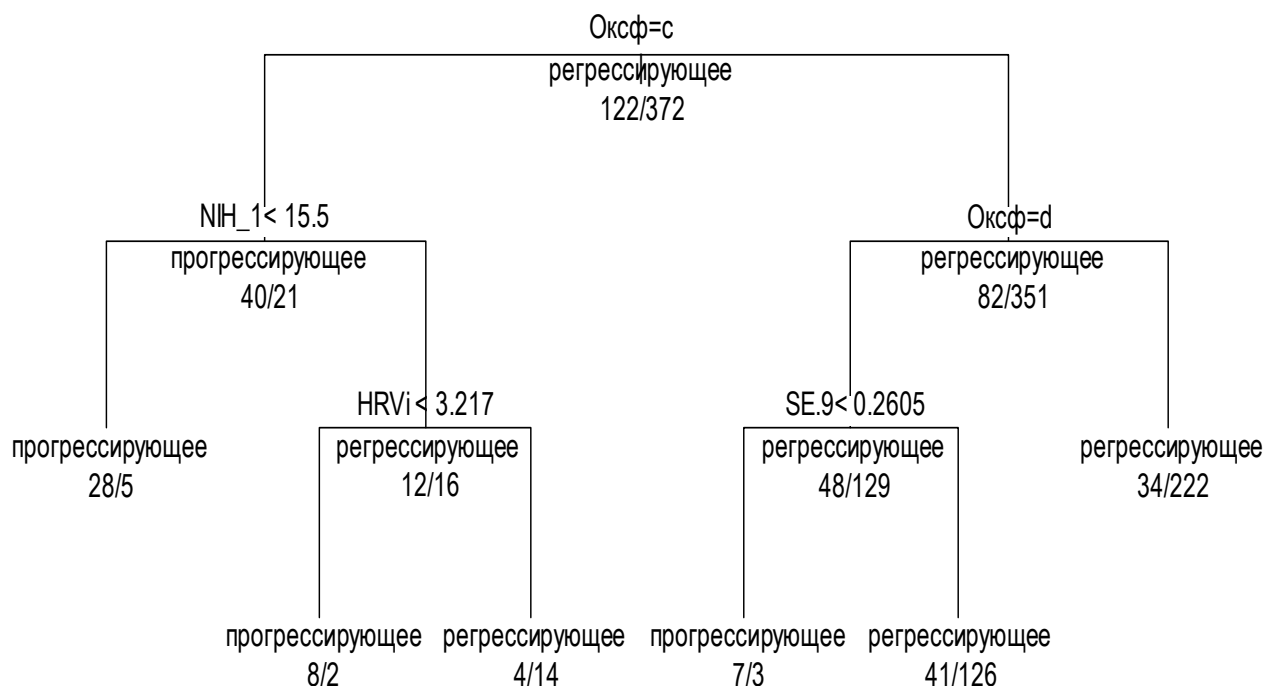 Оксф=c
регрессирующее
122/372
NIH_1< 15.5
прогрессирующее
40/21
Оксф=d
регрессирующее
82/351
прогрессирующее
28/5
HRVi < 3.217
регрессирующее
12/16
SE.9< 0.2605
регрессирующее
48/129
регрессирующее
34/222
прогрессирующее
8/2
регрессирующее
4/14
прогрессирующее
7/3
регрессирующее
41/126